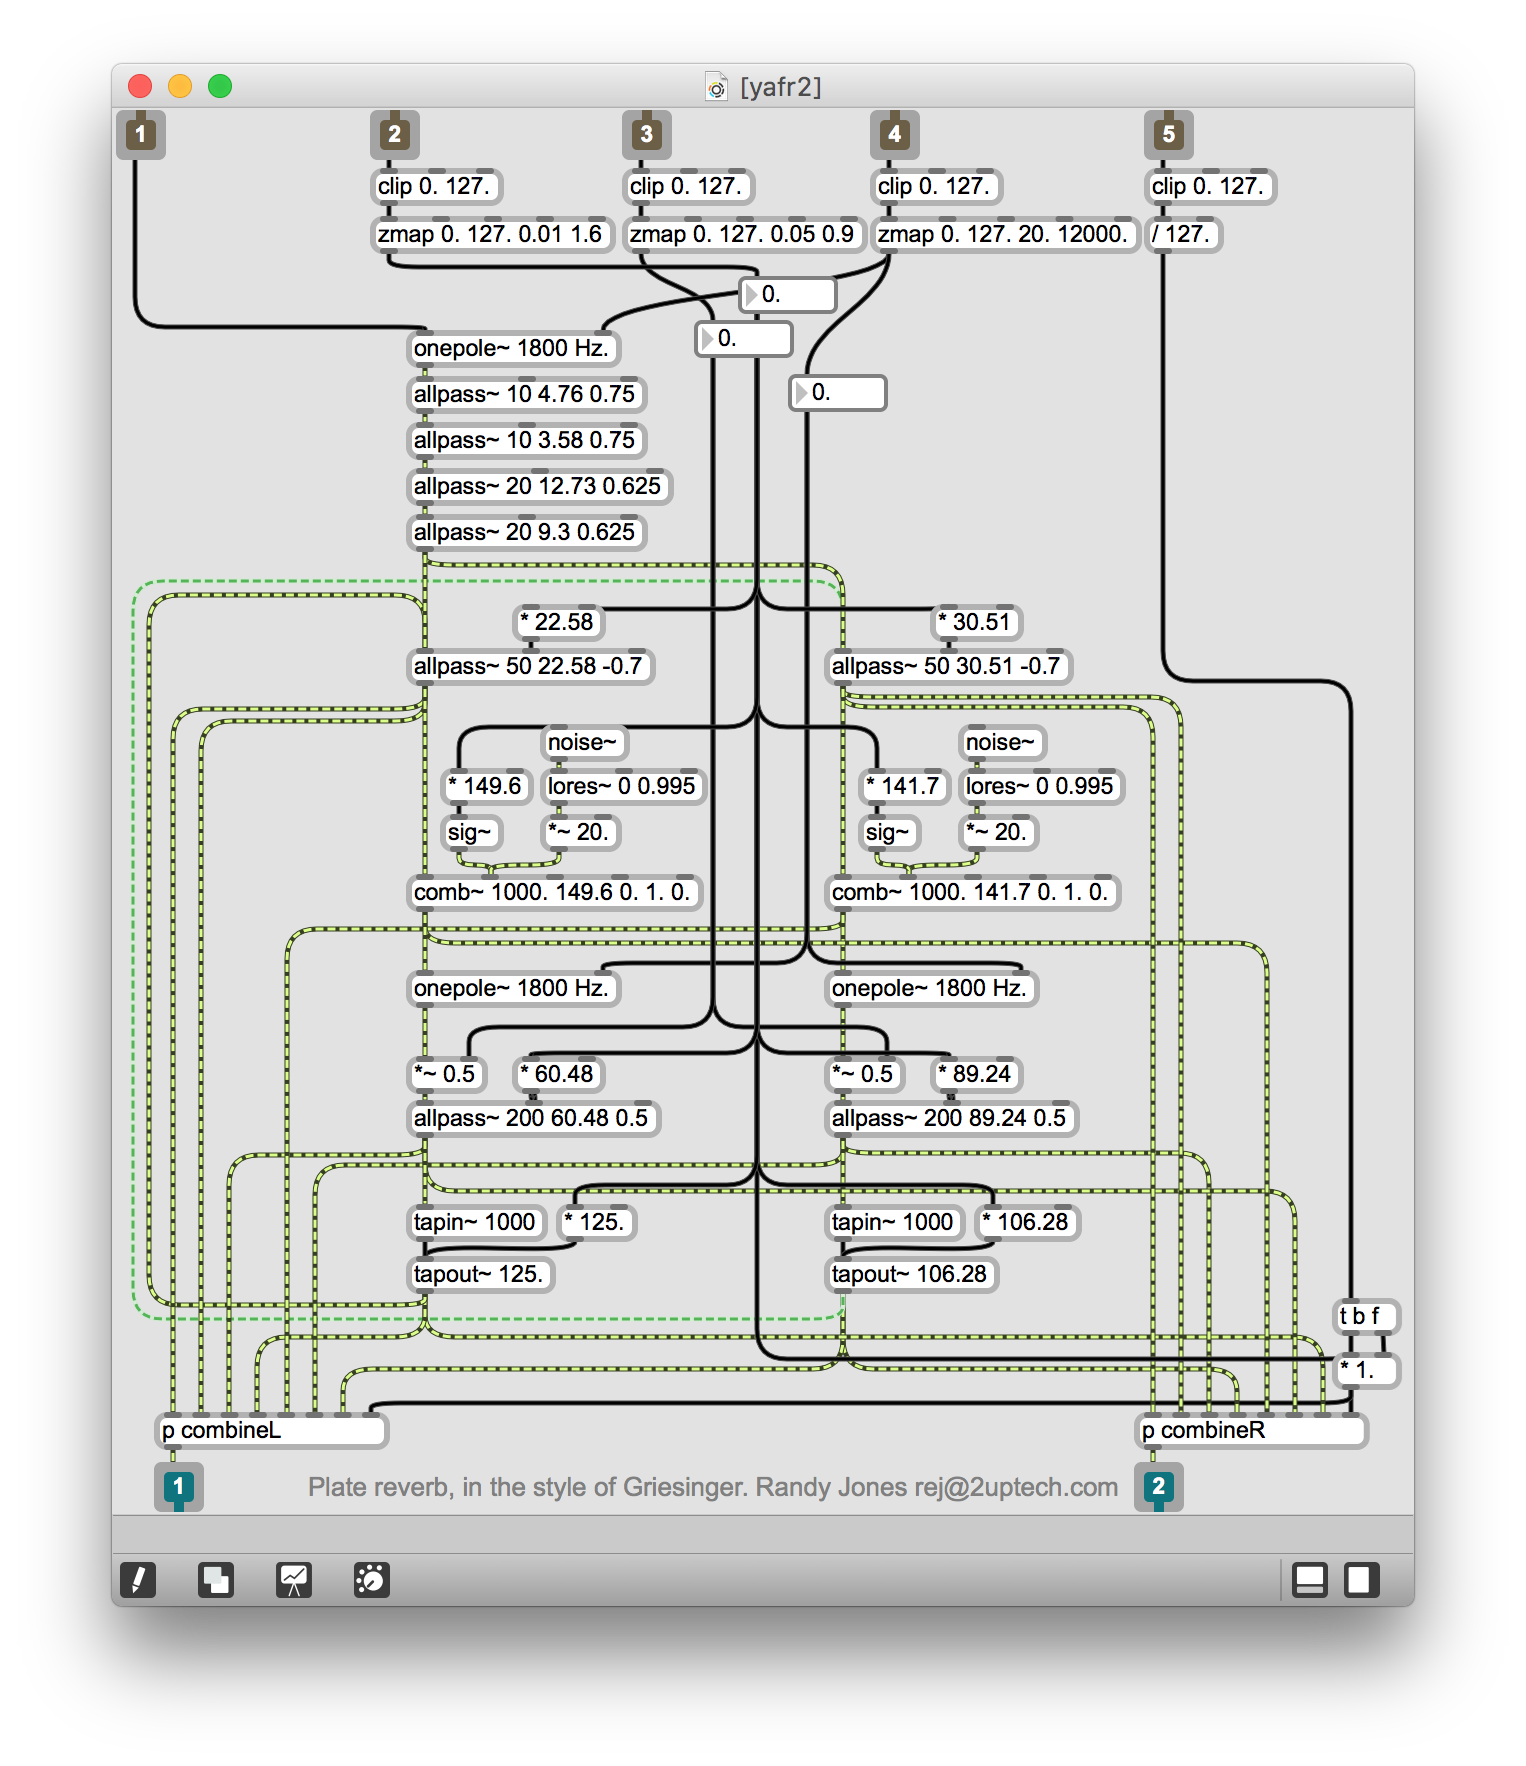 [yafr2]
1 2 3 4 5
clip 0. 127. clip 0. 127. clip 0. 127. clip 0. 127.
zmap 0. 127. 0.01 1.6 zmap 0. 127. 0.05 0.9 zmap 0. 127. 20. 12000. / 127.
0.
0.
onepole~ 1800 Hz.
allpass~ 10 4.76 0.75 0.
allpass~ 10 3.58 0.75
allpass~ 20 12.73 0.625
allpass~ 20 9.3 0.625
* 22.58 * 30.51
allpass~ 50 22.58 -0.7 allpass~ 50 30.51 -0.7
noise~ noise~
* 149.6 lores~ 0 0.995 * 141.7 lores~ 0 0.995
sig~ *~ 20. sig~ *~ 20.
comb~ 1000. 149.6 0. 1. 0. comb~ 1000. 141.7 0. 1. 0.
onepole~ 1800 Hz. onepole~ 1800 Hz.
*~ 0.5 * 60.48 *~ 0.5 * 89.24
allpass~ 200 60.48 0.5 allpass~ 200 89.24 0.5
tapin~ 1000 * 125. tapin~ 1000 * 106.28
tapout~ 125. tapout~ 106.28
t b f
* 1.
p combineL p combineR
1 Plate reverb, in the style of Griesinger. Randy Jones rej@2uptech.com 2